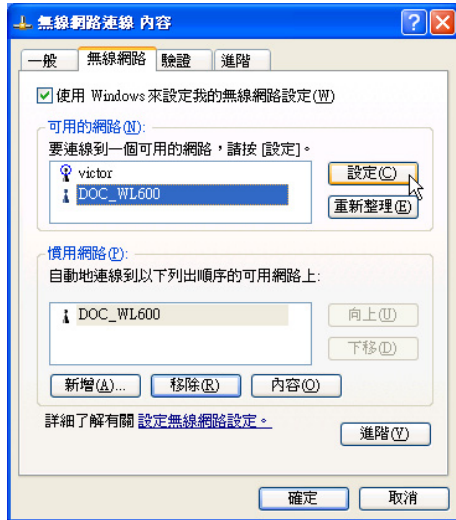 無線網路連線 內容
一般 無線網路 驗證 進階
使用 Windows 來設定我的無線網路設定(W)
可用的網路(N):
要連線到一個可用的網路，請按 [設定]。
victor
設定(C)
DOC_WL600
重新整理(E)
慣用網路(P):
自動地連線到以下列出順序的可用網路上:
DOC_WL600
向上(U)
下移(D)
新增(A)... 移除(R) 內容(O)
詳細了解有關 設定無線網路設定。
進階(V)
確定 取消